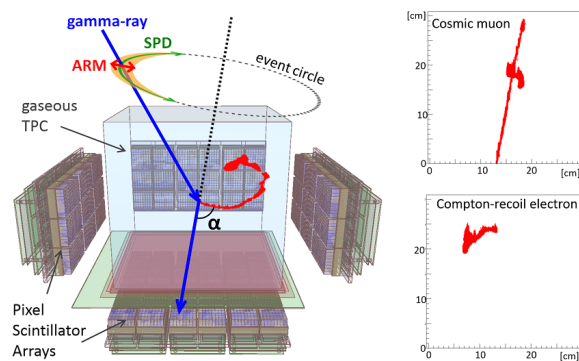 gamma-ray
SPD
ARM
event circle
gaseous
TPC
α
Pixel
Scintillator
Arrays
[cm]
Cosmic muon
20
10
0
0
10
20
[cm]
[cm]
Compton-recoil electron
20
10
0
0
10
20
[cm]